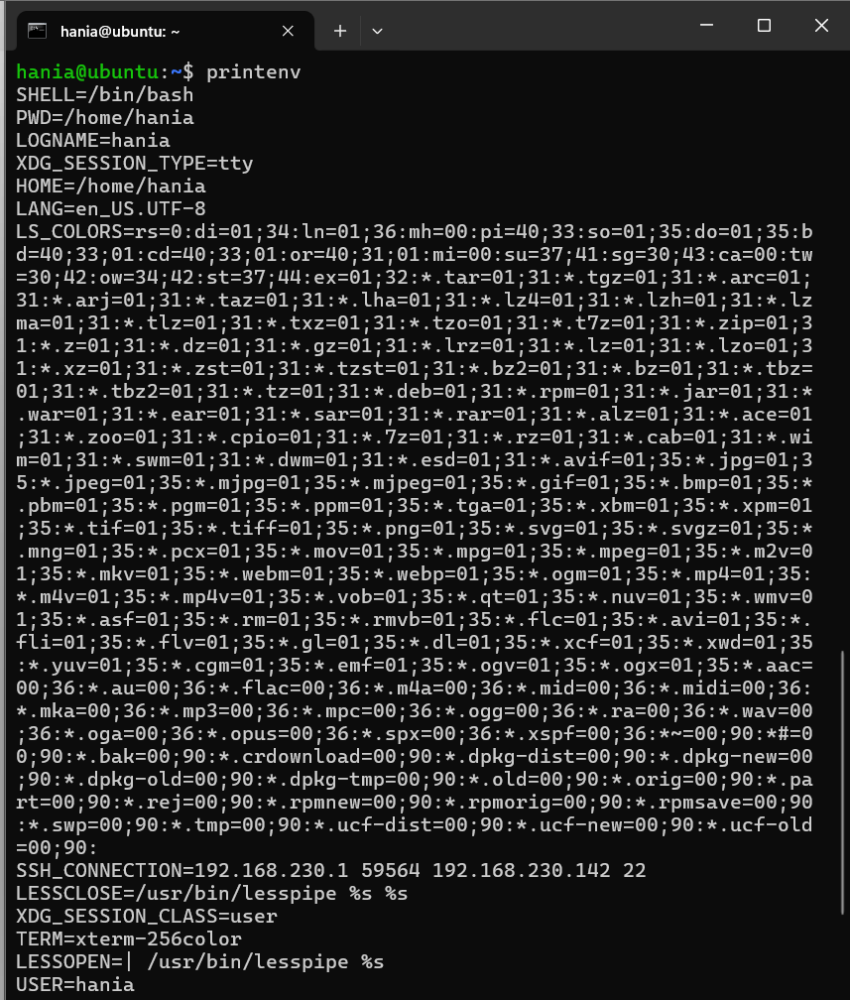 hania@ubuntu: ~
hania@ubuntu:~$ printenv
SHELL=/bin/bash
PWD=/home/hania
LOGNAME=hania
XDG_SESSION_TYPE=tty
HOME=/home/hania
LANG=en_US.UTF-8
LS_COLORS=rs=0:di=01;34:ln=01;36:mh=00:pi=40;33:so=01;35:do=01;35:b
d=40;33;01:cd=40;33;01:or=40;31;01:mi=00:su=37;41:sg=30;43:ca=00:tw
=30;42:ow=34;42:st=37;44:ex=01;32:*.tar=01;31:*.tgz=01;31:*.arc=01;
31:*.arj=01;31:*.taz=01;31:*.lha=01;31:*.lz4=01;31:*.lzh=01;31:*.lz
ma=01;31:*.tlz=01;31:*.txz=01;31:*.tzo=01;31:*.t7z=01;31:*.zip=01;3
1:*.z=01;31:*.dz=01;31:*.gz=01;31:*.lrz=01;31:*.lz=01;31:*.lzo=01;3
1:*.xz=01;31:*.zst=01;31:*.tzst=01;31:*.bz2=01;31:*.bz=01;31:*.tbz=
01;31:*.tbz2=01;31:*.tz=01;31:*.deb=01;31:*.rpm=01;31:*.jar=01;31:*
.war=01;31:*.ear=01;31:*.sar=01;31:*.rar=01;31:*.alz=01;31:*.ace=01
;31:*.zoo=01;31:*.cpio=01;31:*.7z=01;31:*.rz=01;31:*.cab=01;31:*.wi
m=01;31:*.swm=01;31:*.dwm=01;31:*.esd=01;31:*.avif=01;35:*.jpg=01;3
5:*.jpeg=01;35:*.mjpg=01;35:*.mjpeg=01;35:*.gif=01;35:*.bmp=01;35:*
.pbm=01;35:*.pgm=01;35:*.ppm=01;35:*.tga=01;35:*.xbm=01;35:*.xpm=01
;35:*.tif=01;35:*.tiff=01;35:*.png=01;35:*.svg=01;35:*.svgz=01;35:*
.mng=01;35:*.pcx=01;35:*.mov=01;35:*.mpg=01;35:*.mpeg=01;35:*.m2v=0
1;35:*.mkv=01;35:*.webm=01;35:*.webp=01;35:*.ogm=01;35:*.mp4=01;35:
*.m4v=01;35:*.mp4v=01;35:*.vob=01;35:*.qt=01;35:*.nuv=01;35:*.wmv=0
1;35:*.asf=01;35:*.rm=01;35:*.rmvb=01;35:*.flc=01;35:*.avi=01;35:*.
fli=01;35:*.flv=01;35:*.gl=01;35:*.dl=01;35:*.xcf=01;35:*.xwd=01;35
:*.yuv=01;35:*.cgm=01;35:*.emf=01;35:*.ogv=01;35:*.ogx=01;35:*.aac=
00;36:*.au=00;36:*.flac=00;36:*.m4a=00;36:*.mid=00;36:*.midi=00;36:
*.mka=00;36:*.mp3=00;36:*.mpc=00;36:*.ogg=00;36:*.ra=00;36:*.wav=00
;36:*.oga=00;36:*.opus=00;36:*.spx=00;36:*.xspf=00;36:*~=00;90:*#=0
0;90:*.bak=00;90:*.crdownload=00;90:*.dpkg-dist=00;90:*.dpkg-new=00
;90:*.dpkg-old=00;90:*.dpkg-tmp=00;90:*.old=00;90:*.orig=00;90:*.pa
rt=00;90:*.rej=00;90:*.rpmnew=00;90:*.rpmorig=00;90:*.rpmsave=00;90
:*.swp=00;90:*.tmp=00;90:*.ucf-dist=00;90:*.ucf-new=00;90:*.ucf-old
=00;90:
SSH_CONNECTION=192.168.230.1 59564 192.168.230.142 22
LESSCLOSE=/usr/bin/lesspipe %s %s
XDG_SESSION_CLASS=user
TERM=xterm-256color
LESSOPEN=| /usr/bin/lesspipe %s
USER=hania